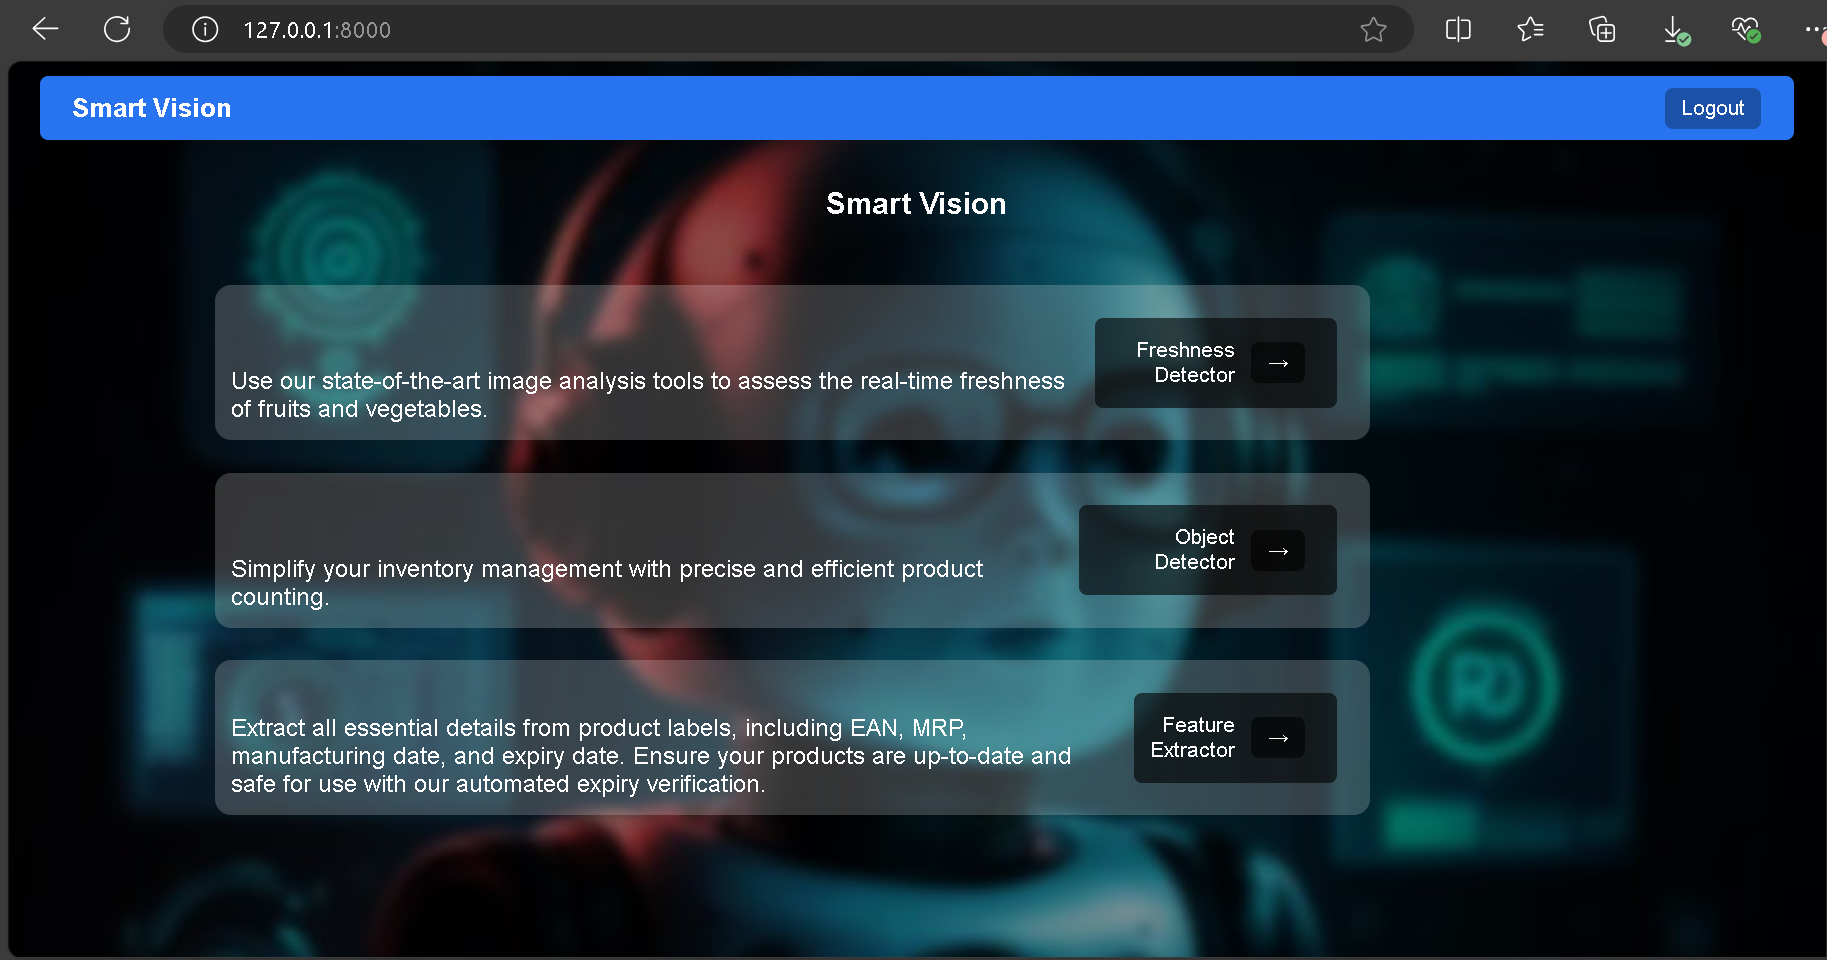 127.0.0.1:8000
Smart Vision
Logout
Smart Vision
Use our state-of-the-art image analysis tools to assess the real-time freshness
of fruits and vegetables.
Freshness
Detector
→
Simplify your inventory management with precise and efficient product
counting.
Object
Detector
→
Extract all essential details from product labels, including EAN, MRP,
manufacturing date, and expiry date. Ensure your products are up-to-date and
safe for use with our automated expiry verification.
Feature
Extractor
→